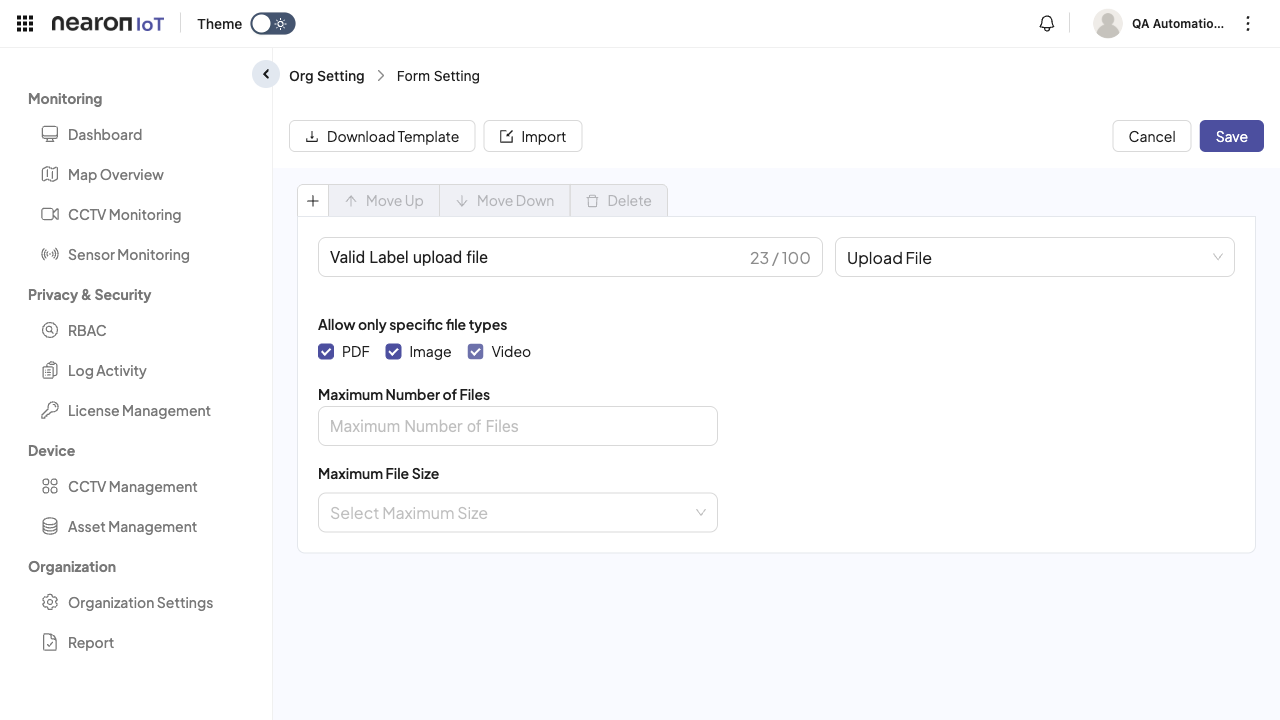 nearon IoT
Theme
QA Automatio...
Org Setting
Form Setting
Monitoring
Dashboard
Map Overview
CCTV Monitoring
Sensor Monitoring
Privacy & Security
RBAC
Log Activity
License Management
Device
CCTV Management
Asset Management
Organization
Organization Settings
Report
Download Template
Import
Cancel
Save
Move Up
Move Down
Delete
Valid Label upload file
23 / 100
Upload File
Allow only specific file types
PDF
Image
Video
Maximum Number of Files
Maximum Number of Files
Maximum File Size
Select Maximum Size